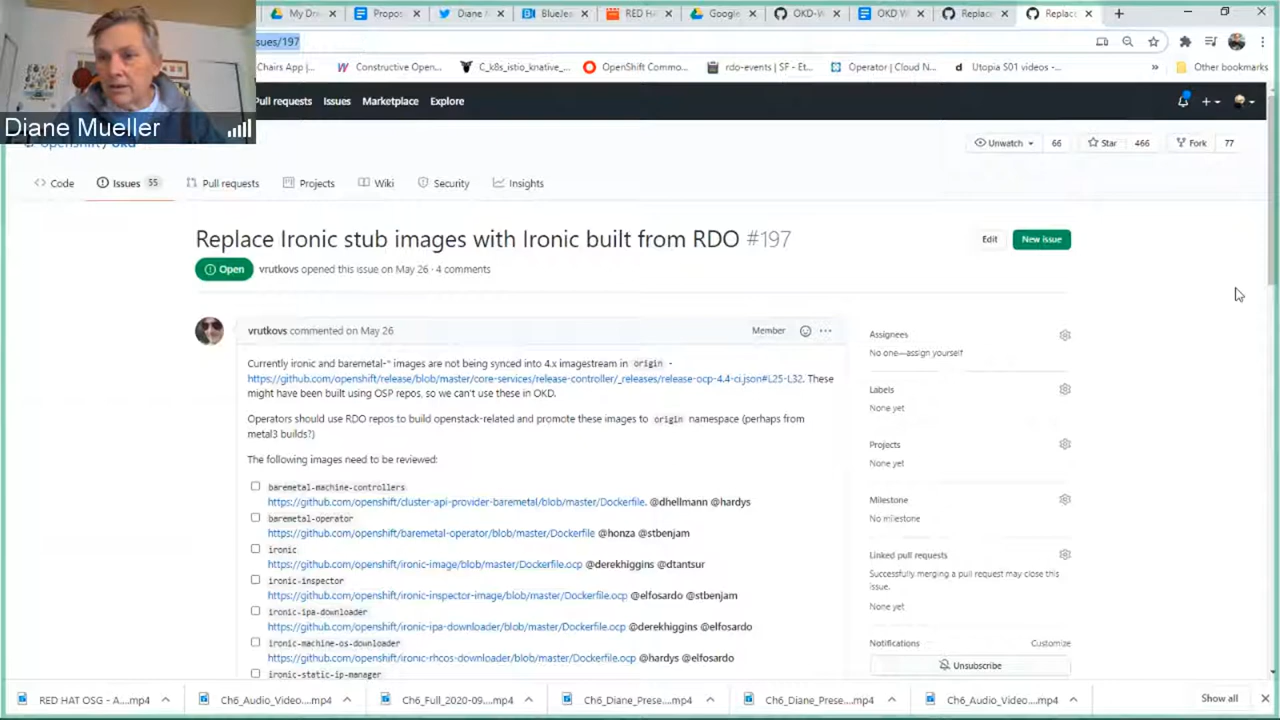 My Dre
Propos
Diane M
BlueJea
RED HA
Google
OKD-W
OKD W
Replace
Replace
ssues/197
Chairs App |...
Constructive Open...
C_k8s_istio_knative_...
OpenShift Commo...
rdo-events | SF - Et...
Operator | Cloud N...
Utopia S01 videos -...
»
Other bookmarks
Pull requests
Issues
Marketplace
Explore
Diane Mueller
Openshift / Okd
Unwatch
66
Star
466
Fork
77
Code
Issues 55
Pull requests
Projects
Wiki
Security
Insights
Replace Ironic stub images with Ironic built from RDO #197
Edit
New issue
Open
vrutkovs opened this issue on May 26 · 4 comments
vrutkovs commented on May 26
Member
Currently ironic and baremetal-* images are not being synced into 4.x imagestream in origin -
https://github.com/openshift/release/blob/master/core-services/release-controller/_releases/release-ocp-4.4-ci.json#L25-L32. These
might have been built using OSP repos, so we can't use these in OKD.
Operators should use RDO repos to build openstack-related and promote these images to origin namespace (perhaps from
metal3 builds?)
The following images need to be reviewed:
baremetal-machine-controllers
https://github.com/openshift/cluster-api-provider-baremetal/blob/master/Dockerfile. @dhellmann @hardys
baremetal-operator
https://github.com/openshift/baremetal-operator/blob/master/Dockerfile @honza @stbenjam
ironic
https://github.com/openshift/ironic-image/blob/master/Dockerfile.ocp @derekhiggins @dtantsur
ironic-inspector
https://github.com/openshift/ironic-inspector-image/blob/master/Dockerfile.ocp @elfosardo @stbenjam
ironic-ipa-downloader
https://github.com/openshift/ironic-ipa-downloader/blob/master/Dockerfile.ocp @derekhiggins @elfosardo
ironic-machine-os-downloader
https://github.com/openshift/ironic-rhcos-downloader/blob/master/Dockerfile.ocp @hardys @elfosardo
ironic-static-ip-manager
Assignees
No one—assign yourself
Labels
None yet
Projects
None yet
Milestone
No milestone
Linked pull requests
Successfully merging a pull request may close this
issue.
None yet
Notifications
Customize
Unsubscribe
RED HAT OSG - A....mp4
Ch6_Audio_Video....mp4
Ch6_Full_2020-09....mp4
Ch6_Diane_Prese....mp4
Ch6_Diane_Prese....mp4
Ch6_Audio_Video....mp4
Show all